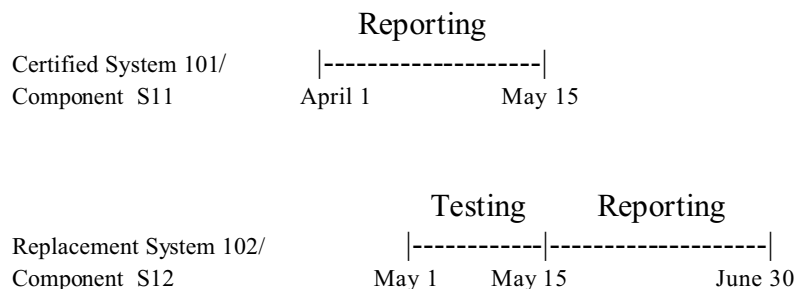 Reporting
Certified System 101/ |--------------------|
Component S11 April 1 May 15
Testing Reporting
Replacement System 102/ |------------|--------------------|
Component S12 May 1 May 15 June 30